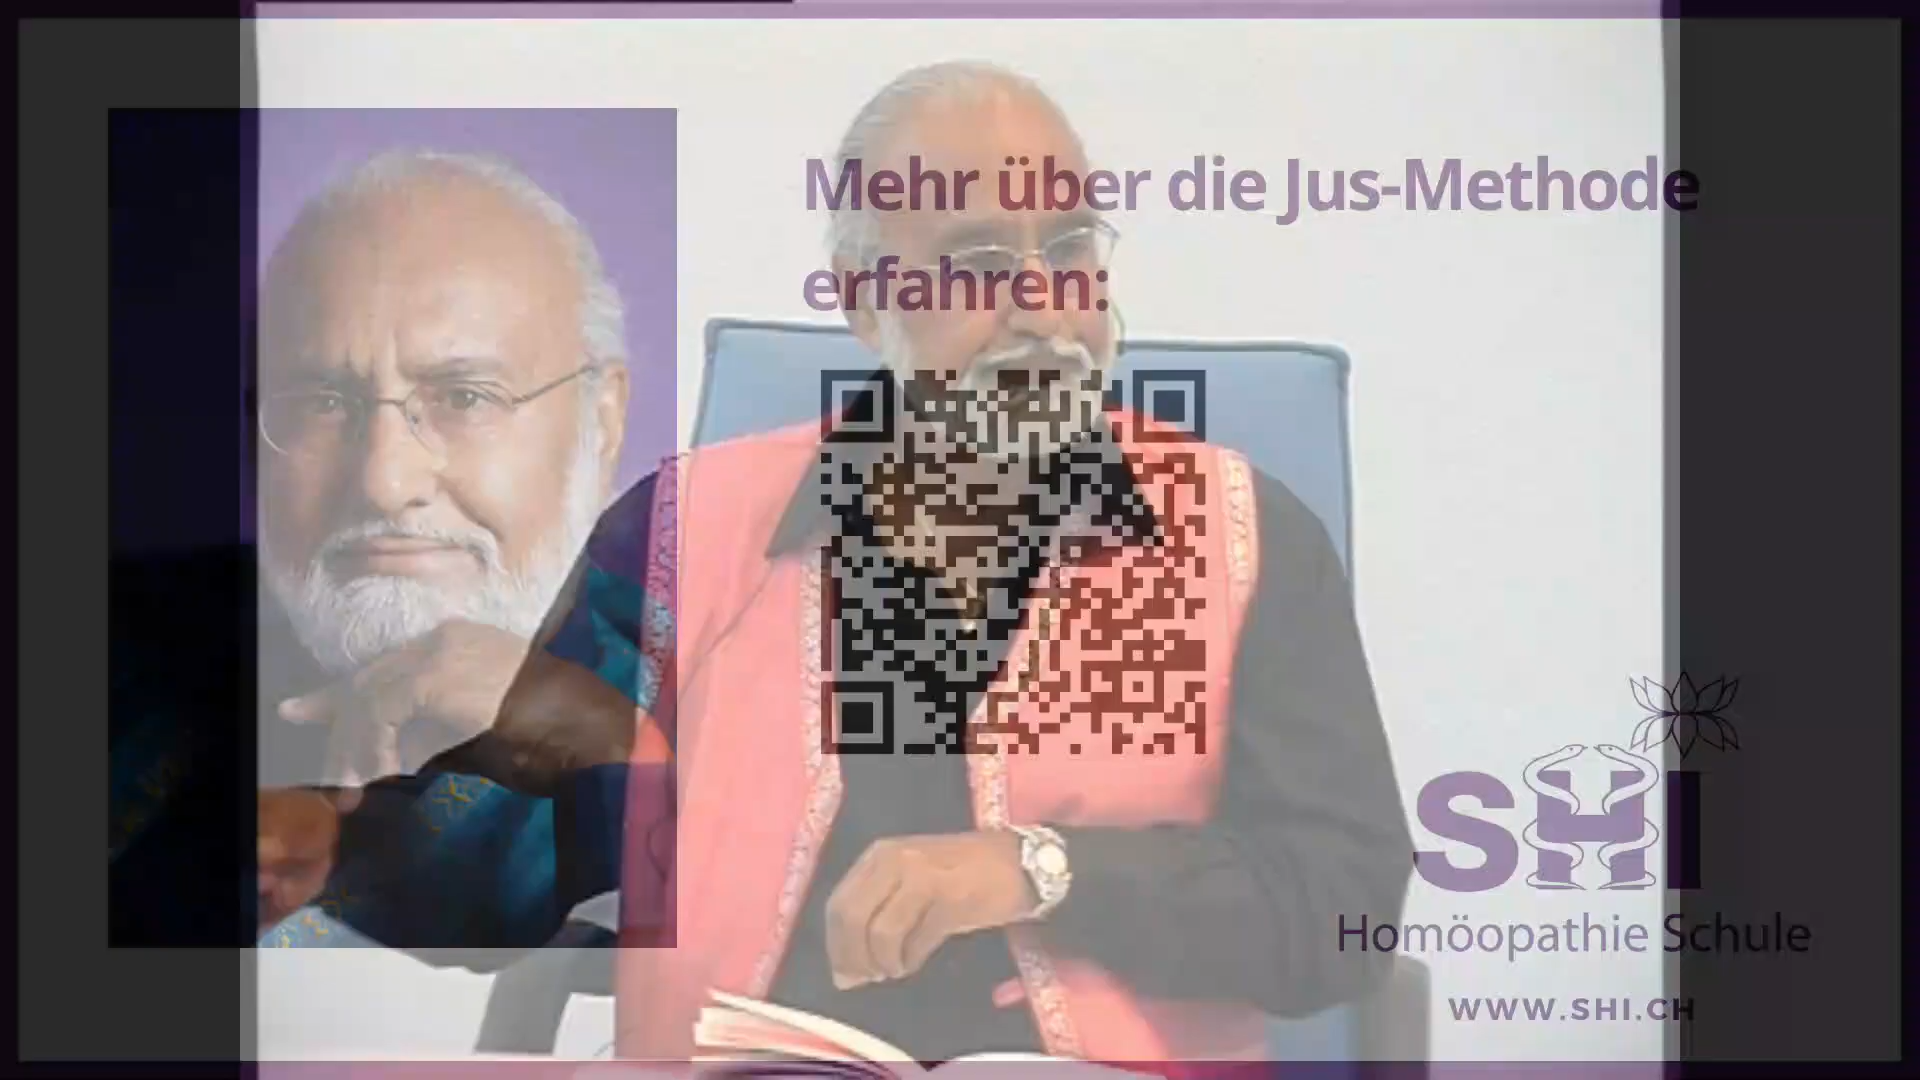 Mehr über die Jus-Methode
erfahren:
SHI
Homöopathie Schule
WWW.SHI.CH